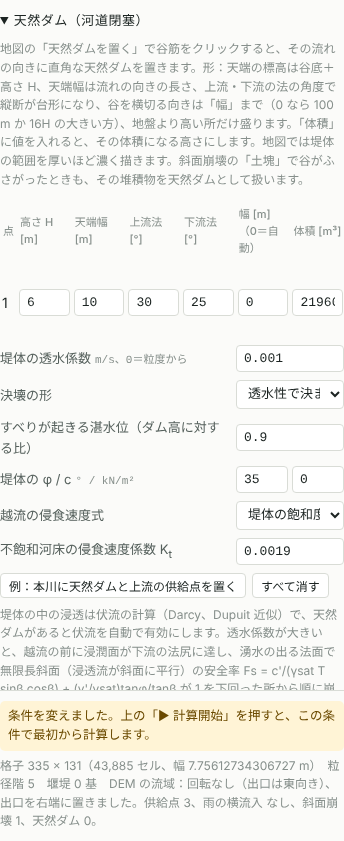 ▼ 天然ダム（河道閉塞）
地図の「天然ダムを置く」で谷筋をクリックすると、その流れ
の向きに直角な天然ダムを置きます。形：天端の標高は谷底＋
高さ H、天端幅は流れの向きの長さ、上流・下流の法の角度で
縦断が台形になり、谷を横切る向きは「幅」まで（0 なら 100
m か 16H の大きい方）、地盤より高い所だけ盛ります。「体積」
に値を入れると、その体積になる高さにします。地図では堤体
の範囲を厚いほど濃く描きます。斜面崩壊の「土塊」で谷がふ
さがったときも、その堆積物を天然ダムとして扱います。
点 高さ H [m] 天端幅 [m] 上流法 [°] 下流法 [°] 幅 [m]（0＝自動） 体積 [m³]
1 6 10 30 25 0 21960
堤体の透水係数 m/s、0＝粒度から 0.001
決壊の形 透水性で決ま
すべりが起きる湛水位（ダム高に対す
る比） 0.9
堤体の φ / c ° / kN/m² 35 0
越流の侵食速度式 堤体の飽和度
不飽和河床の侵食速度係数 Kt 0.0019
例：本川に天然ダムと上流の供給点を置く すべて消す
堤体の中の浸透は伏流の計算（Darcy、Dupuit 近似）で、天然
ダムがあると伏流を自動で有効にします。透水係数が大きい
と、越流の前に浸潤面が下流の法尻に達し、湧水の出る法面で
無限長斜面（浸透流が斜面に平行）の安全率 Fs = c'/(γsat T
sinβ cosβ) + (γ'/γsat)tanφ/tanβ が 1 を下回った所から順に崩
条件を変えました。上の「▶ 計算開始」を押すと、この条
件で最初から計算します。
格子 335 × 131（43,885 セル、幅 7.75612734306727 m） 粒
径階 5 堰堤 0 基 DEM の流域：回転なし（出口は東向き）、
出口を右端に置きました。供給点 3、雨の横流入 なし、斜面崩
壊 1、天然ダム 0。